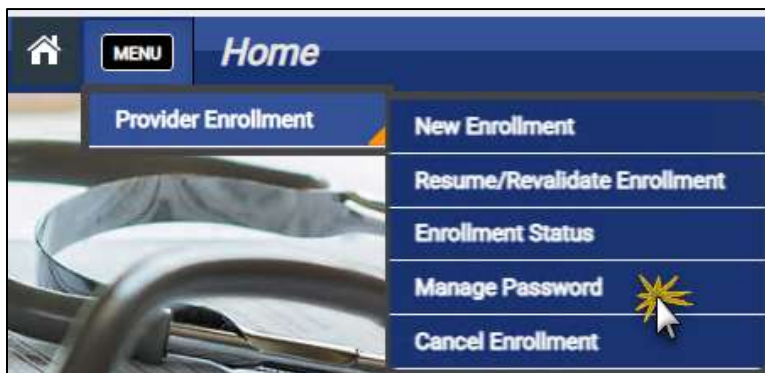 MENU Home
Provider Enrollment
New Enrollment
Resume/Revalidate Enrollment
Enrollment Status
Manage Password
Cancel Enrollment